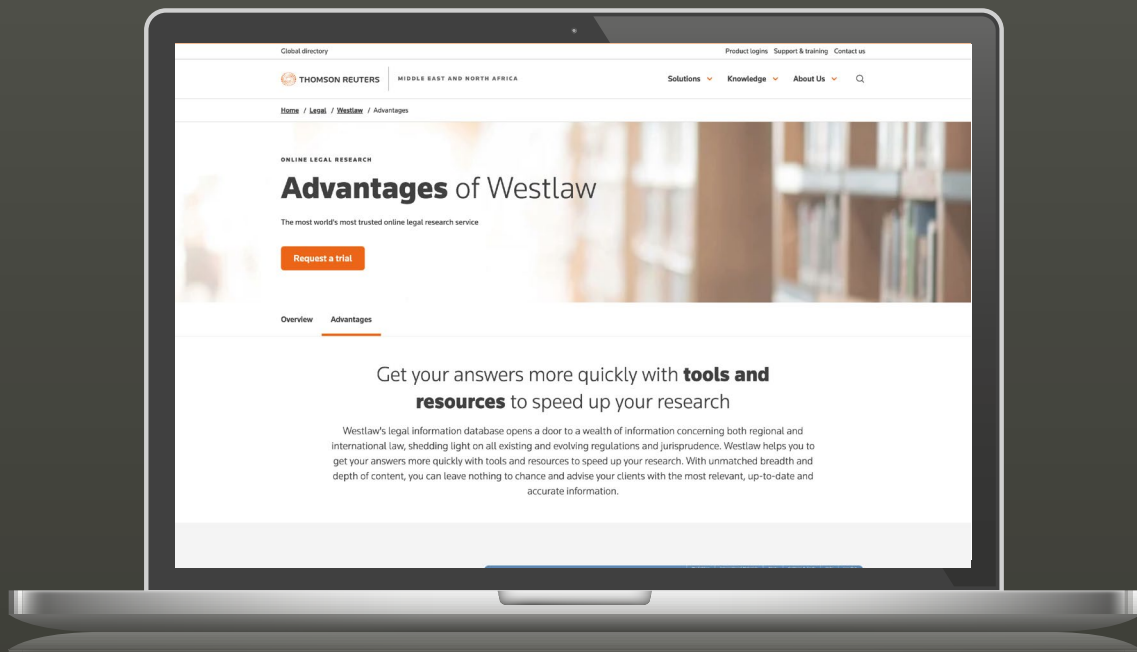 Global directory
Product logins Support & training Contact us
THOMSON REUTERS MIDDLE EAST AND NORTH AFRICA
Solutions Knowledge About Us
Home / Legal / Westlaw / Advantages
ONLINE LEGAL RESEARCH
Advantages of Westlaw
The most world's most trusted online legal research service
Request a trial
Overview Advantages
Get your answers more quickly with tools and
resources to speed up your research
Westlaw's legal information database opens a door to a wealth of information concerning both regional and
international law, shedding light on all existing and evolving regulations and jurisprudence. Westlaw helps you to
get your answers more quickly with tools and resources to speed up your research. With unmatched breadth and
depth of content, you can leave nothing to chance and advise your clients with the most relevant, up-to-date and
accurate information.